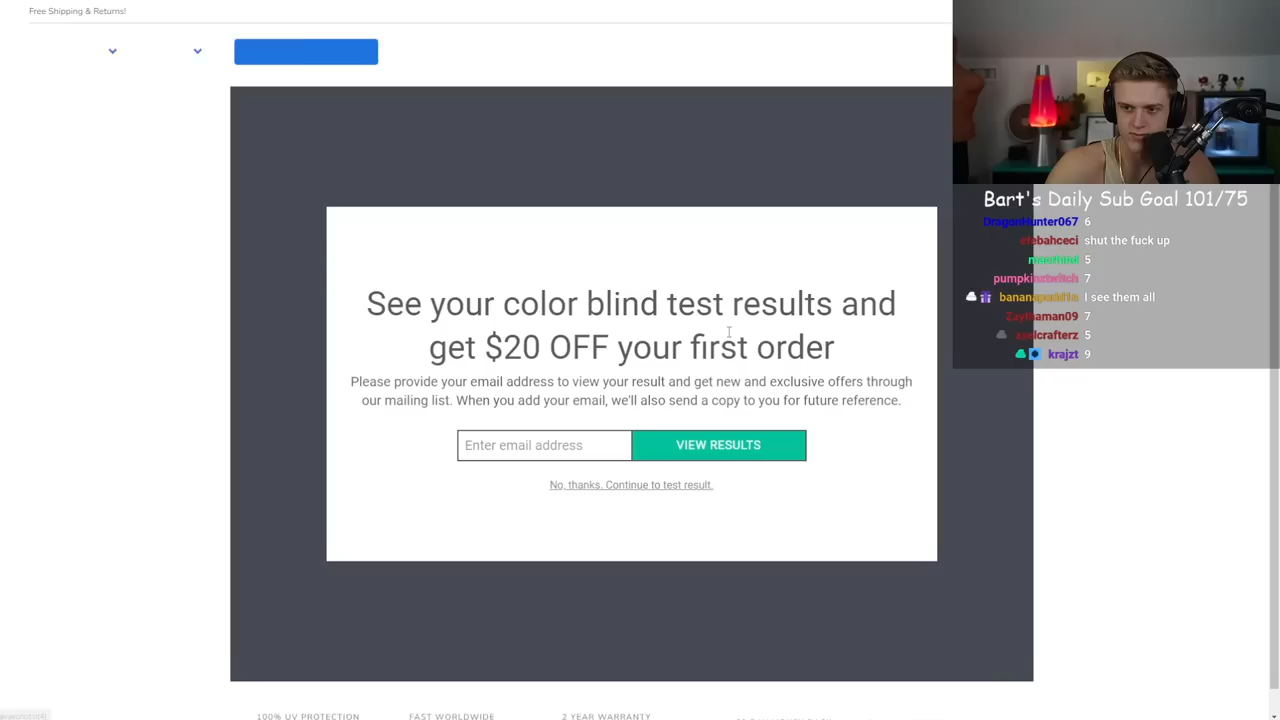 Free Shipping & Returns!
See your color blind test results and
get $20 OFF your first order
Please provide your email address to view your result and get new and exclusive offers through
our mailing list. When you add your email, we'll also send a copy to you for future reference.
Enter email address
VIEW RESULTS
No, thanks. Continue to test result.
100% UV PROTECTION
FAST WORLDWIDE
2 YEAR WARRANTY
Bart's Daily Sub Goal 101/75
DragonHunter067 6
shut the fuck up
5
pumpkinztwitch 7
I see them all
7
5
krajzt 9